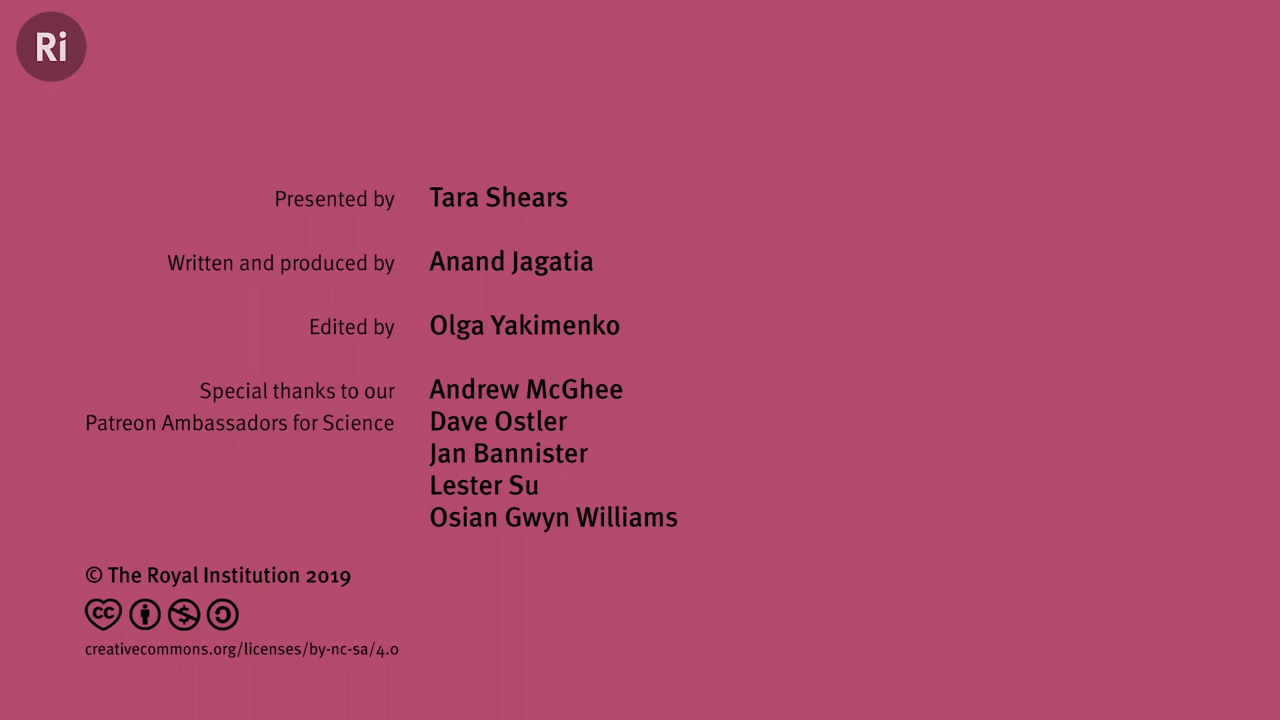 Ri
Presented by Tara Shears
Written and produced by Anand Jagatia
Edited by Olga Yakimenko
Special thanks to our Andrew McGhee
Patreon Ambassadors for Science Dave Ostler
Jan Bannister
Lester Su
Osian Gwyn Williams
© The Royal Institution 2019
cc
creativecommons.org/licenses/by-nc-sa/4.0